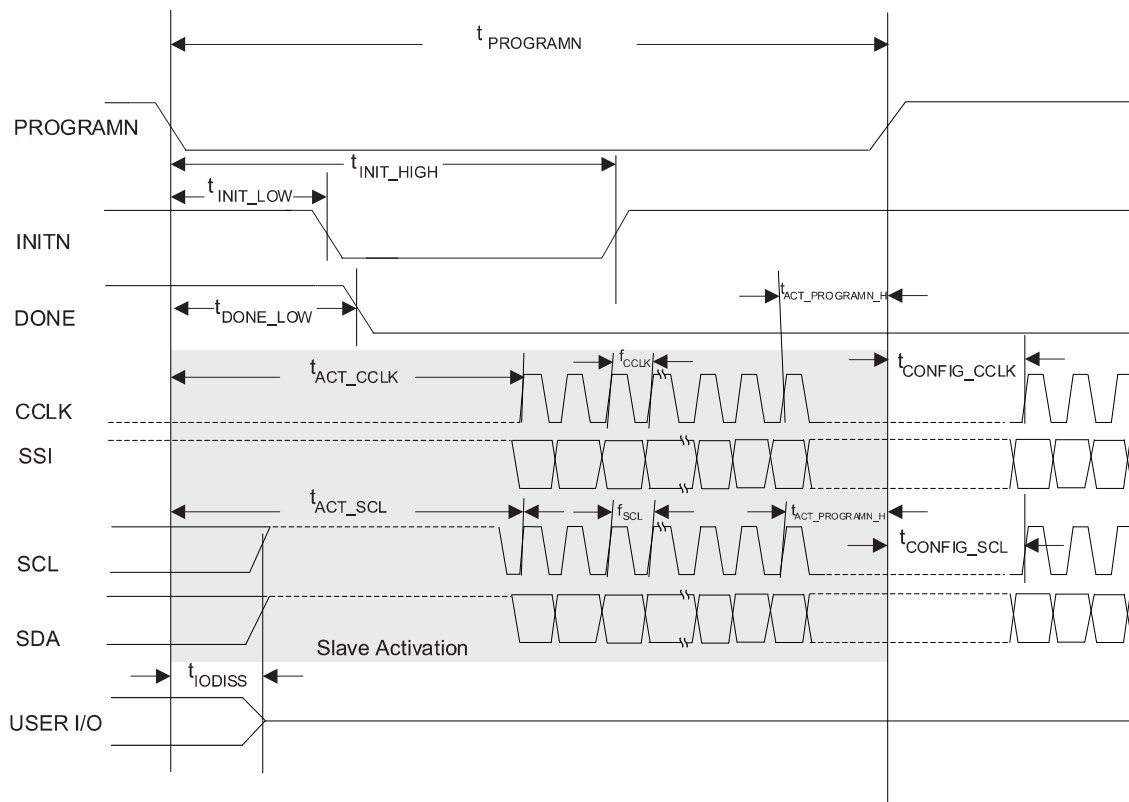 t PROGRAMN
PROGRAMN
t INIT_HIGH
t INIT_LOW
INITN
t ACT_PROGRAMN_H
DONE
t DONE_LOW
t ACT_CCLK
f CCLK
t CONFIG_CCLK
CCLK
SSI
t ACT_SCL
f SCL
t ACT_PROGRAMN_H
t CONFIG_SCL
SCL
SDA
Slave Activation
t IODISS
USER I/O